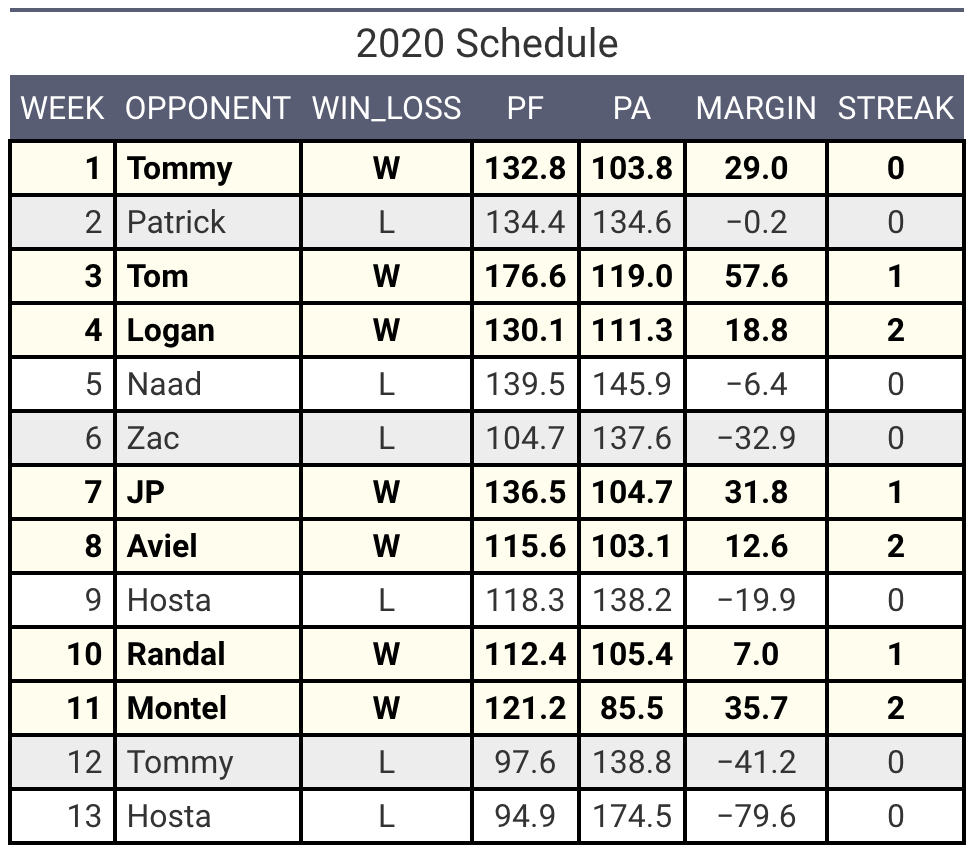 2020 Schedule
WEEK OPPONENT WIN_LOSS PF PA MARGIN STREAK
1 Tommy W 132.8 103.8 29.0 0
2 Patrick L 134.4 134.6 −0.2 0
3 Tom W 176.6 119.0 57.6 1
4 Logan W 130.1 111.3 18.8 2
5 Naad L 139.5 145.9 −6.4 0
6 Zac L 104.7 137.6 −32.9 0
7 JP W 136.5 104.7 31.8 1
8 Aviel W 115.6 103.1 12.6 2
9 Hosta L 118.3 138.2 −19.9 0
10 Randal W 112.4 105.4 7.0 1
11 Montel W 121.2 85.5 35.7 2
12 Tommy L 97.6 138.8 −41.2 0
13 Hosta L 94.9 174.5 −79.6 0